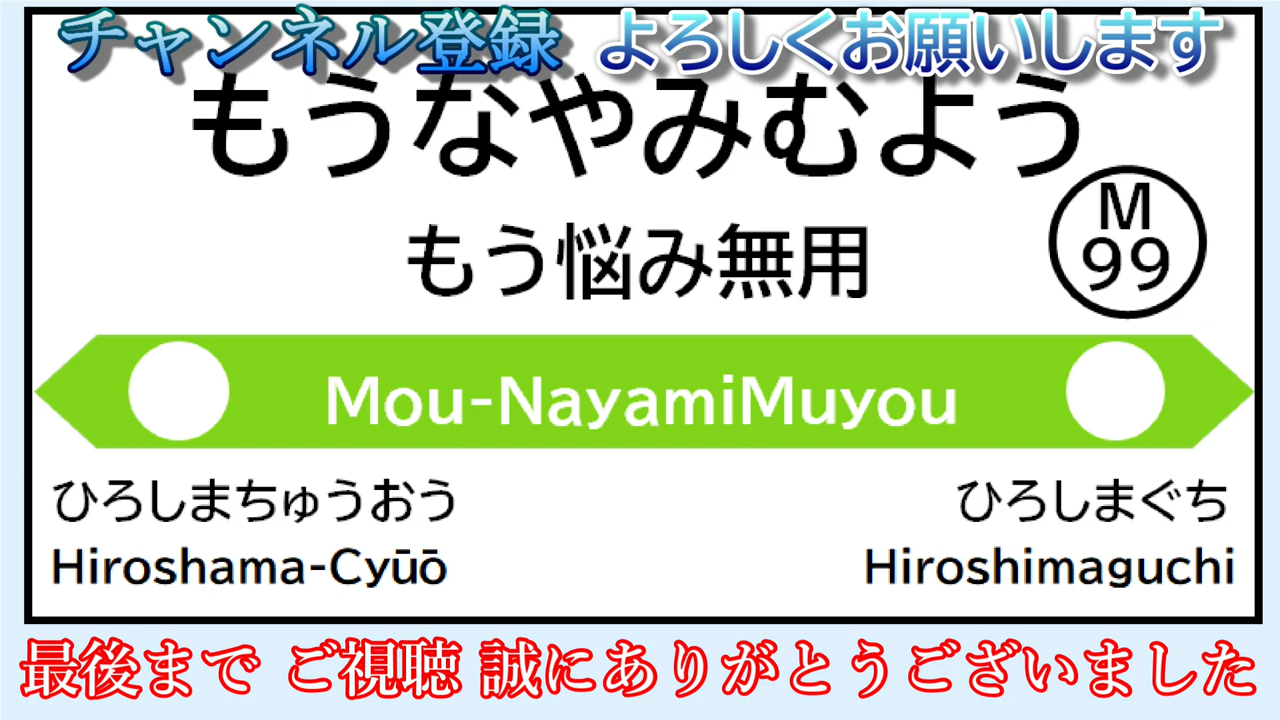 チャンネル登録 よろしくお願いします
もうなやみむよう
もう悩み無用
M
99
Mou-NayamiMuyou
ひろしまちゅうおう
ひろしまぐち
Hiroshama-Cyūō
Hiroshimaguchi
最後まで ご視聴 誠にありがとうございました